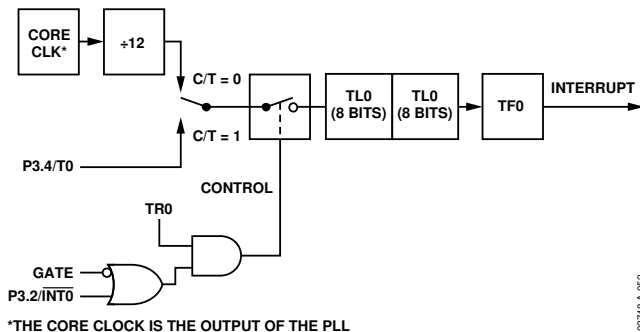 CORE
CLK*
÷12
C/T = 0
C/T = 1
P3.4/T0
TL0
(8 BITS)
TL0
(8 BITS)
TF0
INTERRUPT
CONTROL
TR0
GATE
P3.2/INT0
*THE CORE CLOCK IS THE OUTPUT OF THE PLL